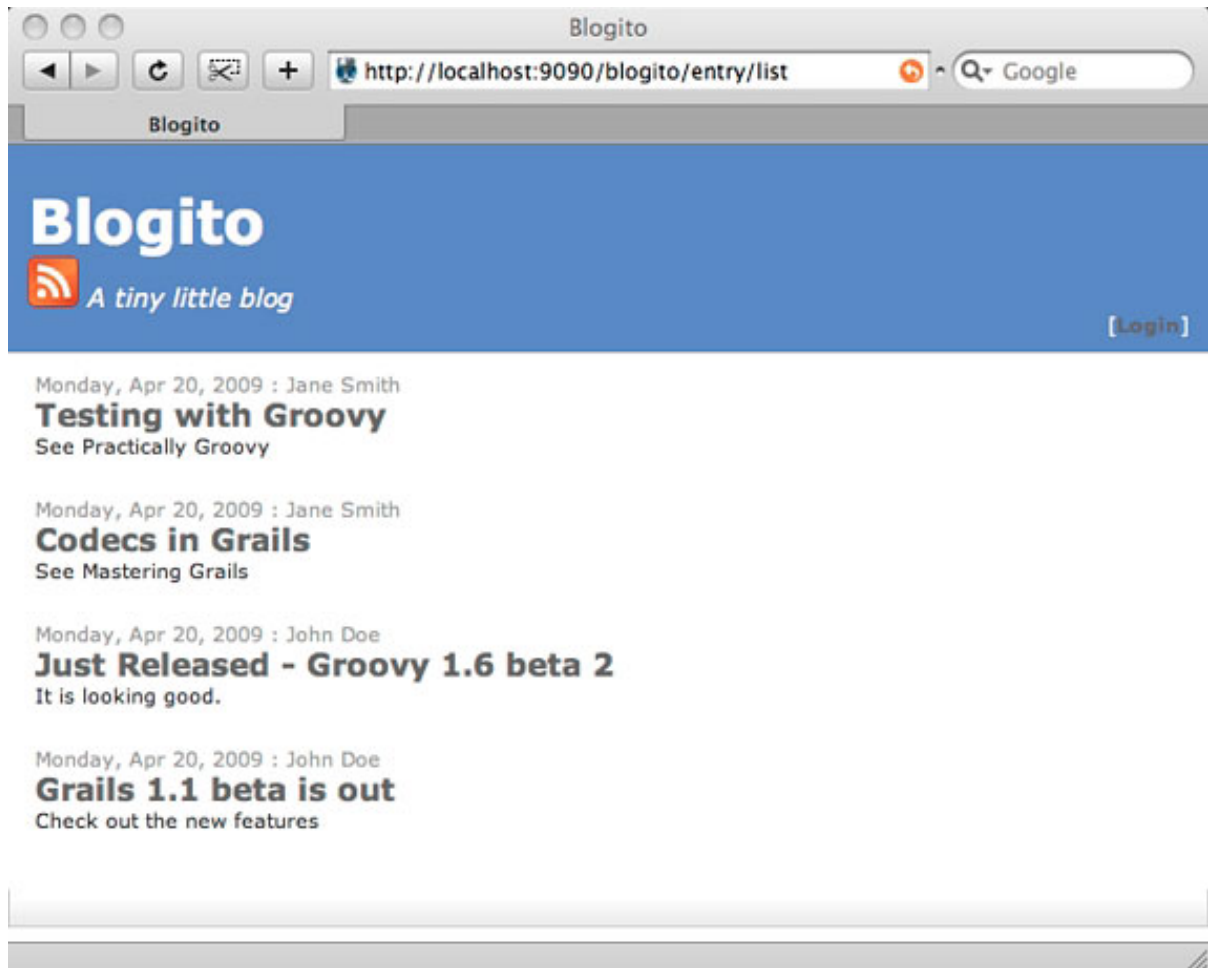 Blogito
http://localhost:9090/blogito/entry/list
Google
Blogito
Blogito
A tiny little blog
[Login]
Monday, Apr 20, 2009 : Jane Smith
Testing with Groovy
See Practically Groovy
Monday, Apr 20, 2009 : Jane Smith
Codecs in Grails
See Mastering Grails
Monday, Apr 20, 2009 : John Doe
Just Released - Groovy 1.6 beta 2
It is looking good.
Monday, Apr 20, 2009 : John Doe
Grails 1.1 beta is out
Check out the new features